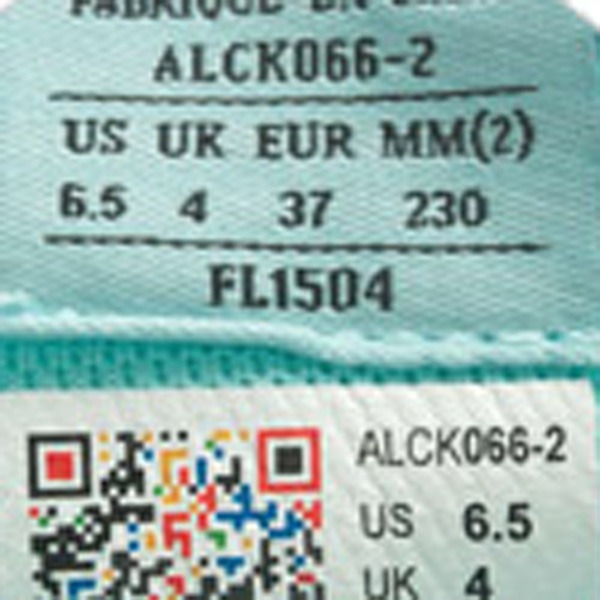 ALCK066-2
US UK EUR MM(2)
6.5 4 37 230
FL1504
ALCK066-2
US 6.5
UK 4